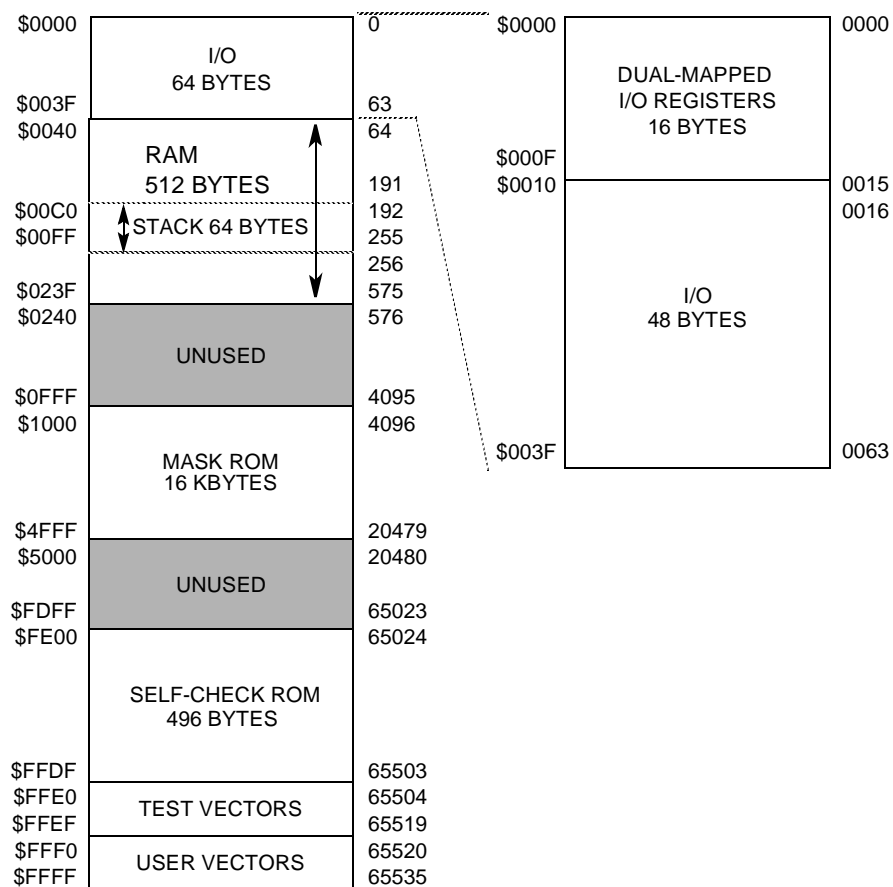 $0000 0
I/O
64 BYTES
$003F 63
$0040 64
RAM
512 BYTES 191
$00C0 192
STACK 64 BYTES
$00FF 255
256
$023F 575
$0240 576
UNUSED
$0FFF 4095
$1000 4096
MASK ROM
16 KBYTES
$4FFF 20479
$5000 20480
UNUSED
$FDFF 65023
$FE00 65024
SELF-CHECK ROM
496 BYTES
$FFDF 65503
$FFE0 65504
TEST VECTORS
$FFEF 65519
$FFF0 65520
USER VECTORS
$FFFF 65535
$0000 0000
DUAL-MAPPED
I/O REGISTERS
16 BYTES
$000F
$0010 0015
0016
I/O
48 BYTES
$003F 0063